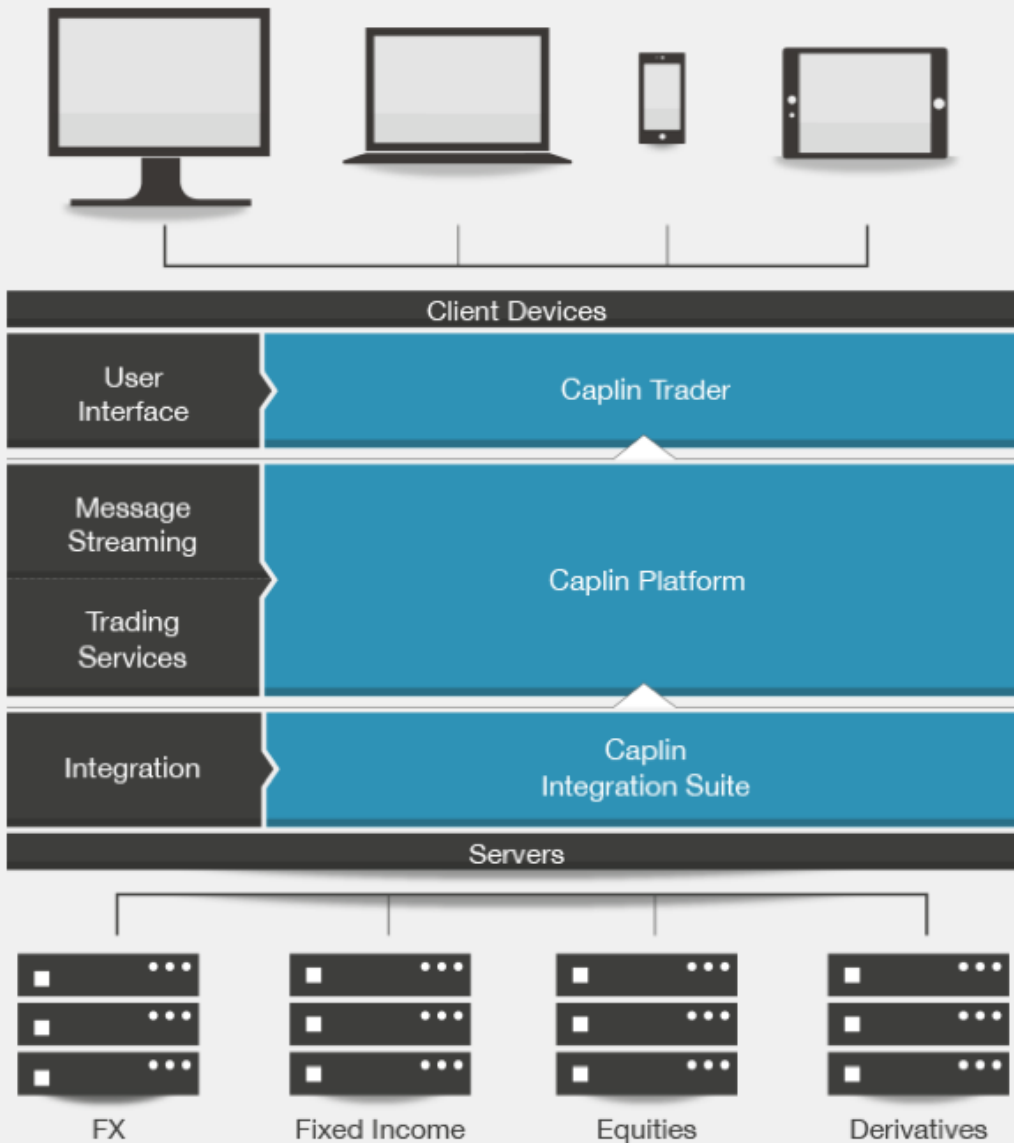 Client Devices
User
Interface
Caplin Trader
Message
Streaming
Trading
Services
Caplin Platform
Integration
Caplin
Integration Suite
Servers
FX
Fixed Income
Equities
Derivatives